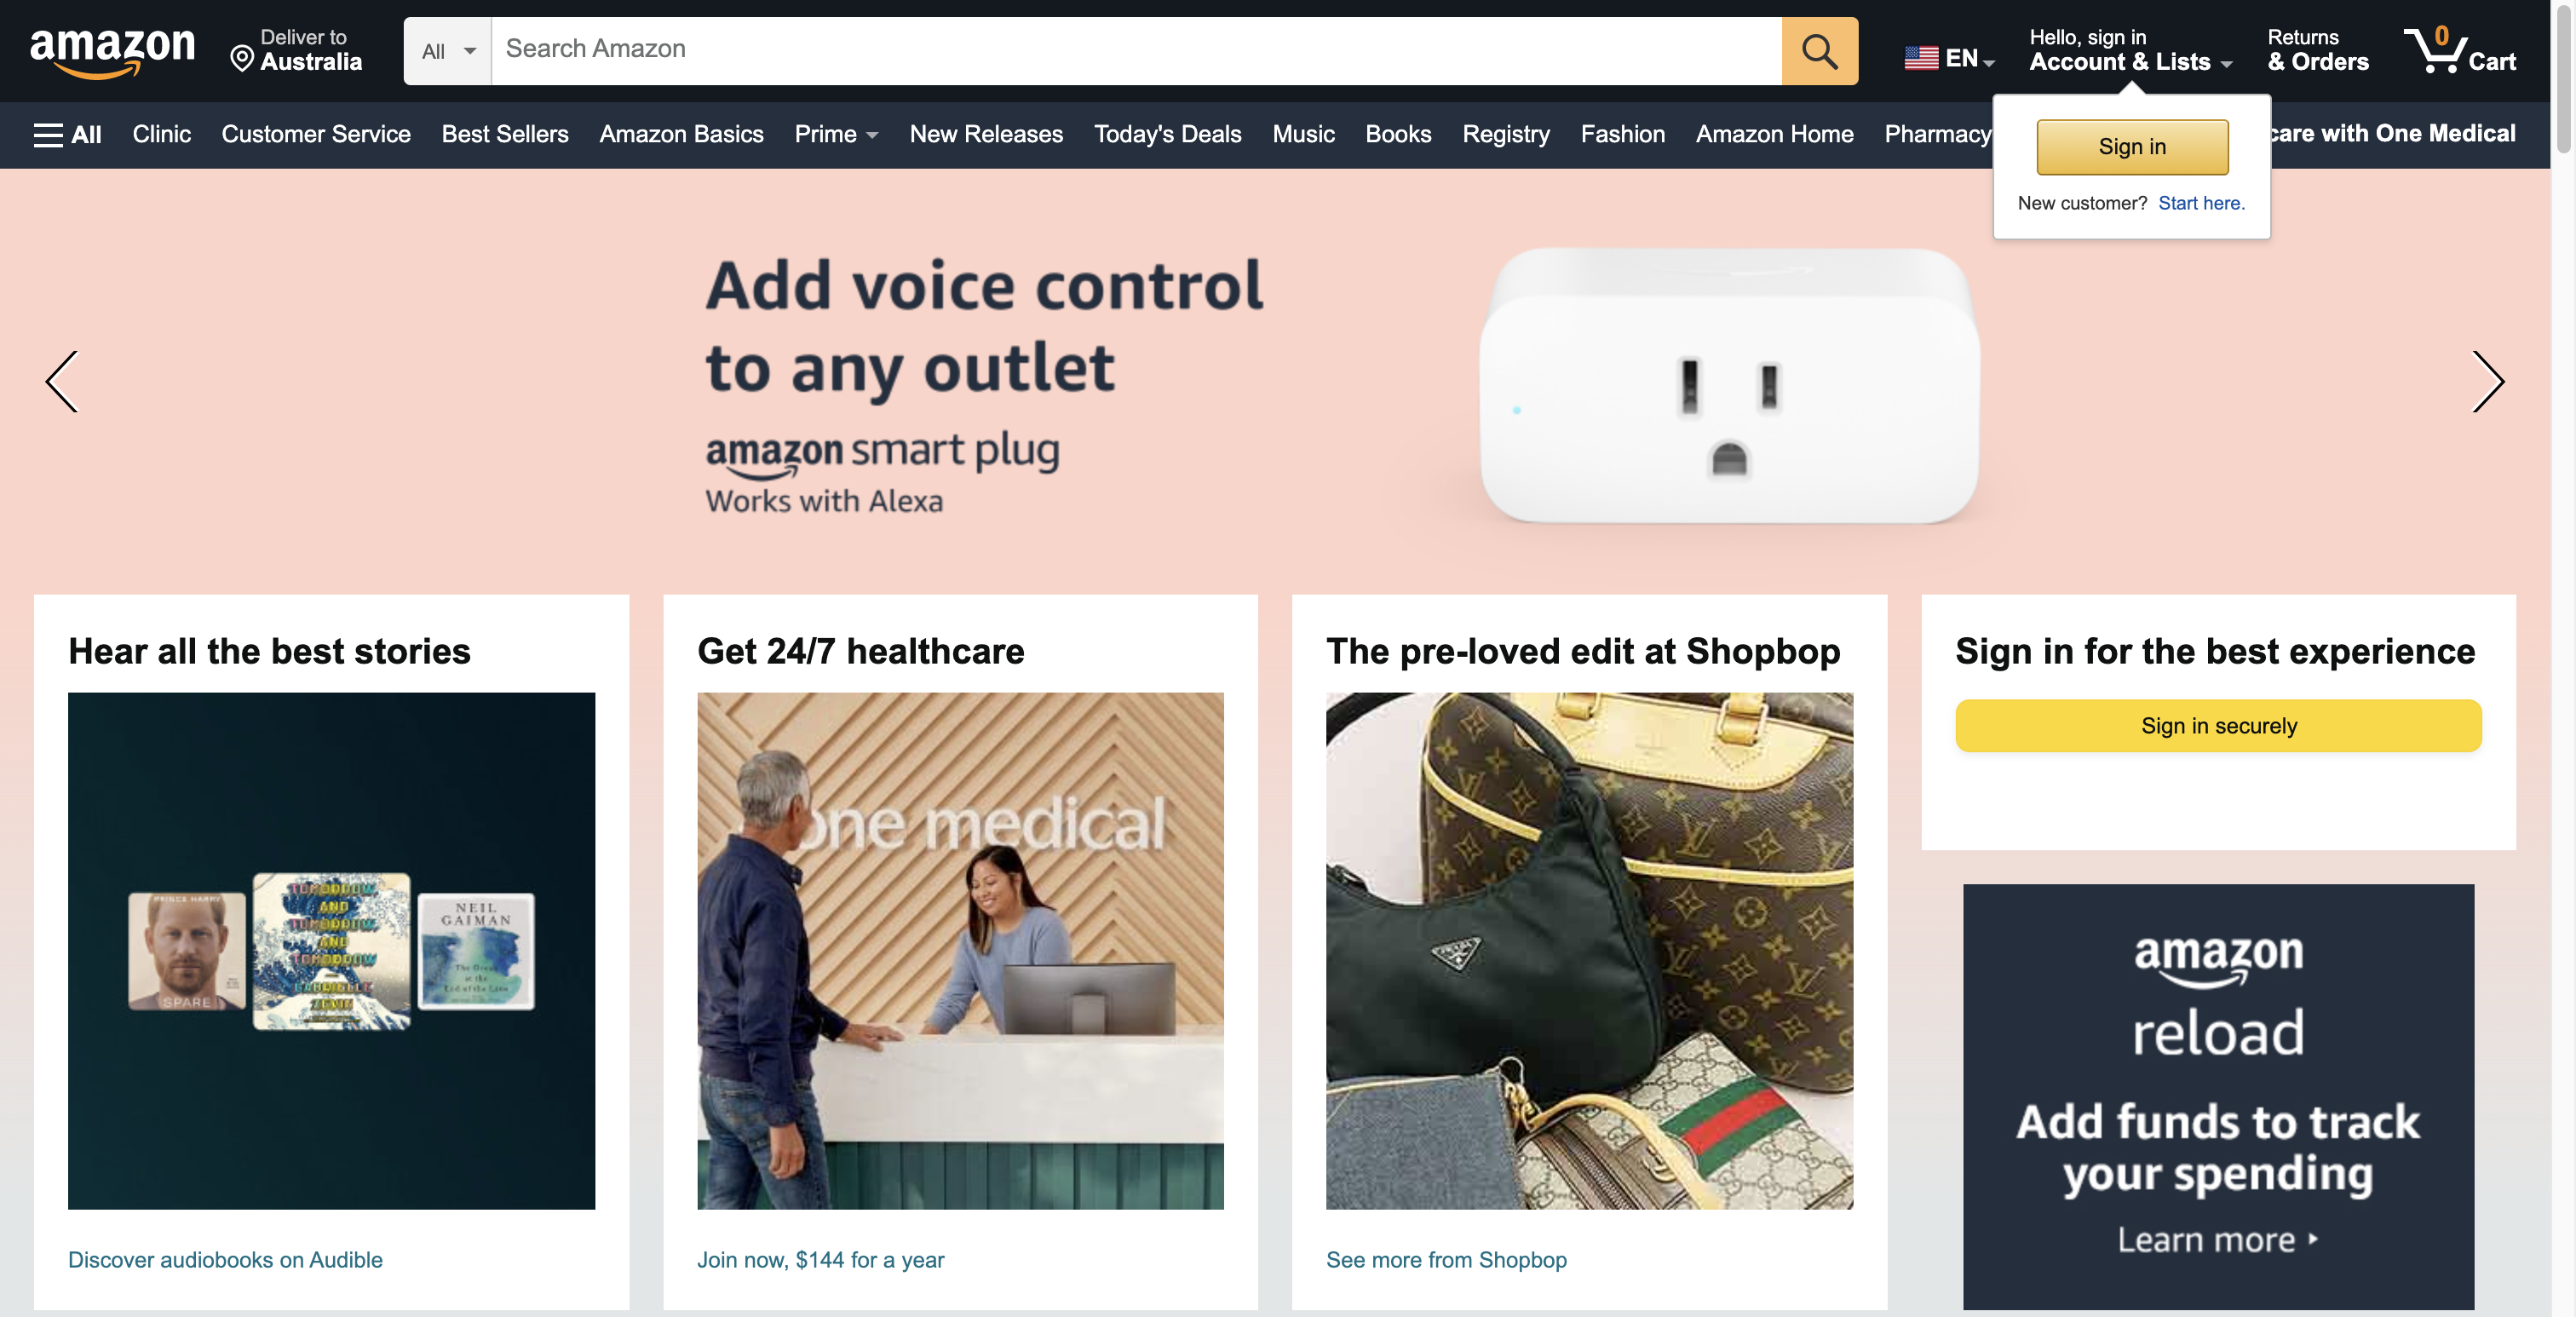 amazon
Deliver to
Australia
All
Search Amazon
EN
Hello, sign in
Account & Lists
Returns
& Orders
0
Cart
All
Clinic
Customer Service
Best Sellers
Amazon Basics
Prime
New Releases
Today's Deals
Music
Books
Registry
Fashion
Amazon Home
Pharmacy
care with One Medical
Sign in
New customer? Start here.
Add voice control
to any outlet
amazon smart plug
Works with Alexa
Hear all the best stories
PRINCE HARRY
SPARE
TOMORROW,
AND
TOMORROW,
AND
TOMORROW
GABRIELLE
ZEVIN
NEIL
GAIMAN
The Ocean
at the
End of the Lane
Discover audiobooks on Audible
Get 24/7 healthcare
one medical
Join now, $144 for a year
The pre-loved edit at Shopbop
PRADA
See more from Shopbop
Sign in for the best experience
Sign in securely
amazon
reload
Add funds to track
your spending
Learn more